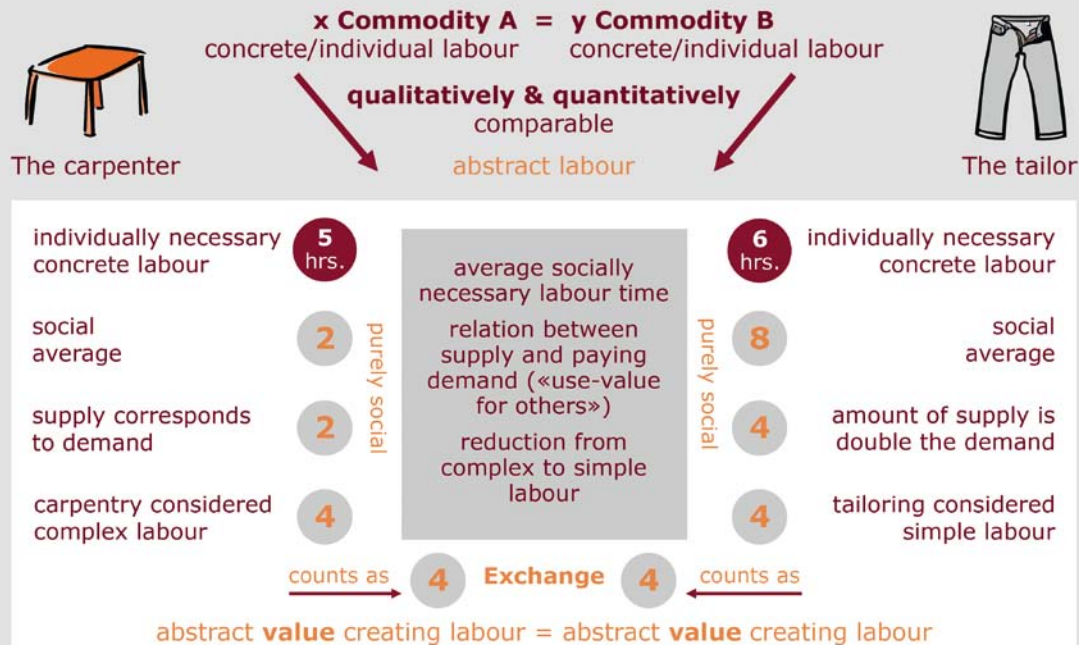 x Commodity A = y Commodity B
concrete/individual labour concrete/individual labour
qualitatively & quantitatively
comparable
The carpenter
abstract labour
The tailor
individually necessary
concrete labour
5
hrs.
social
average
2
supply corresponds
to demand
2
carpentry considered
complex labour
4
purely social
average socially
necessary labour time
relation between
supply and paying
demand («use-value
for others»)
reduction from
complex to simple
labour
purely social
6
hrs.
individually necessary
concrete labour
8
social
average
4
amount of supply is
double the demand
4
tailoring considered
simple labour
counts as 4 Exchange 4 counts as
abstract value creating labour = abstract value creating labour